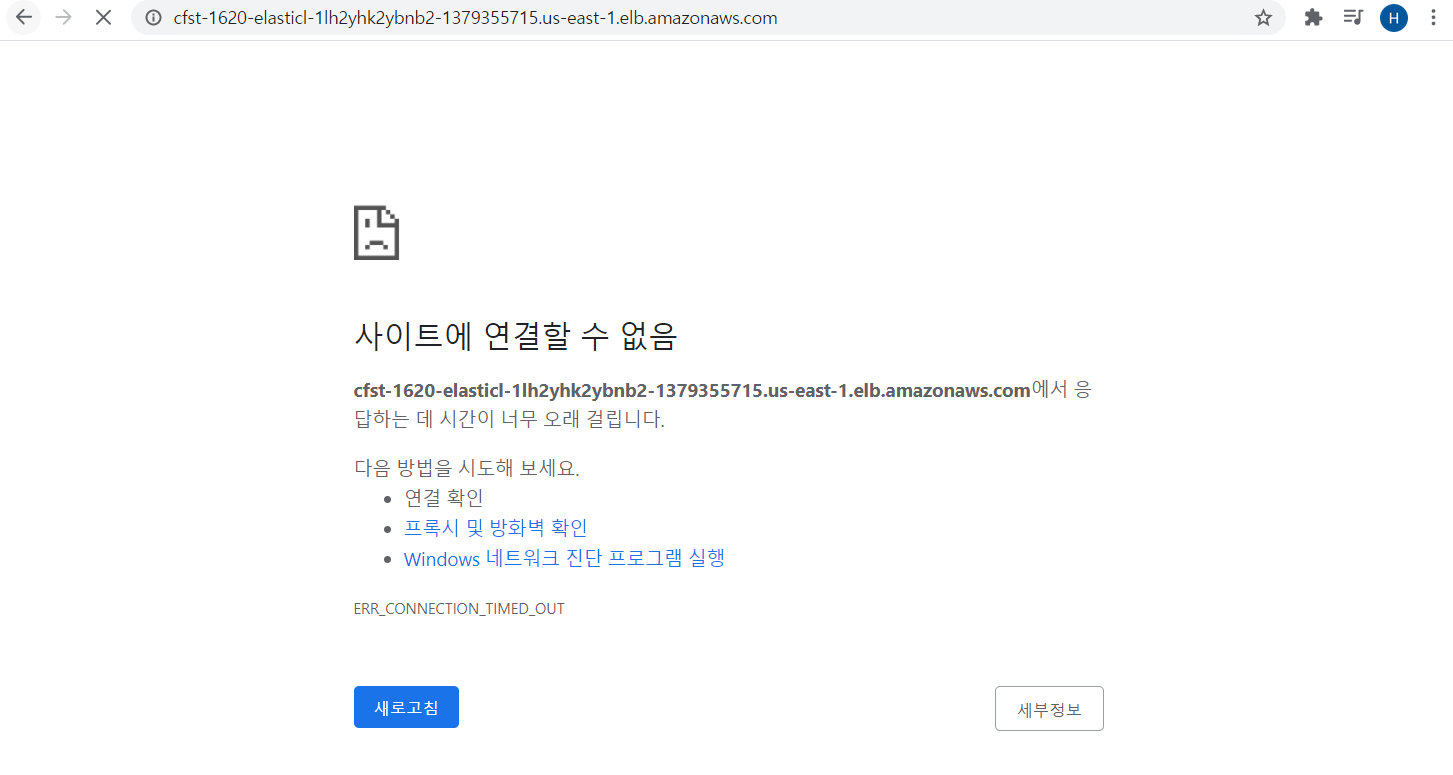 cfst-1620-elasticl-1lh2yhk2ybnb2-1379355715.us-east-1.elb.amazonaws.com
H
사이트에 연결할 수 없음
cfst-1620-elasticl-1lh2yhk2ybnb2-1379355715.us-east-1.elb.amazonaws.com에서 응
답하는 데 시간이 너무 오래 걸립니다.
다음 방법을 시도해 보세요.
연결 확인
프록시 및 방화벽 확인
Windows 네트워크 진단 프로그램 실행
ERR_CONNECTION_TIMED_OUT
새로고침
세부정보